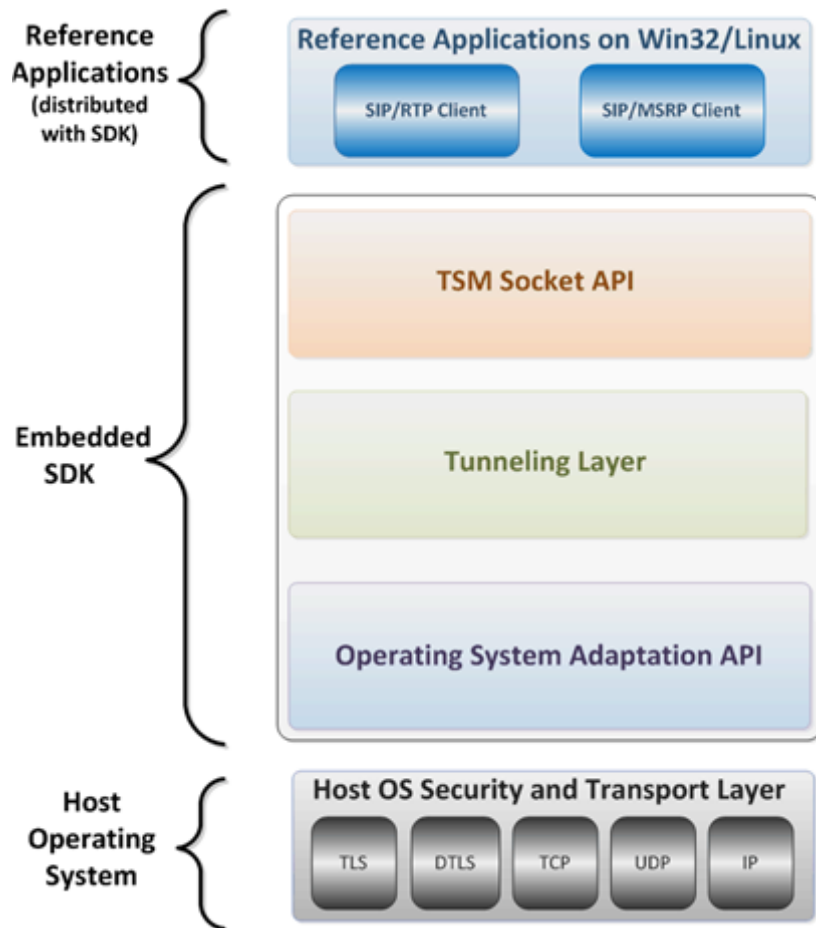 Reference
Applications
(distributed
with SDK)
Reference Applications on Win32/Linux
SIP/RTP Client
SIP/MSRP Client
Embedded
SDK
TSM Socket API
Tunneling Layer
Operating System Adaptation API
Host
Operating
System
Host OS Security and Transport Layer
TLS
DTLS
TCP
UDP
IP